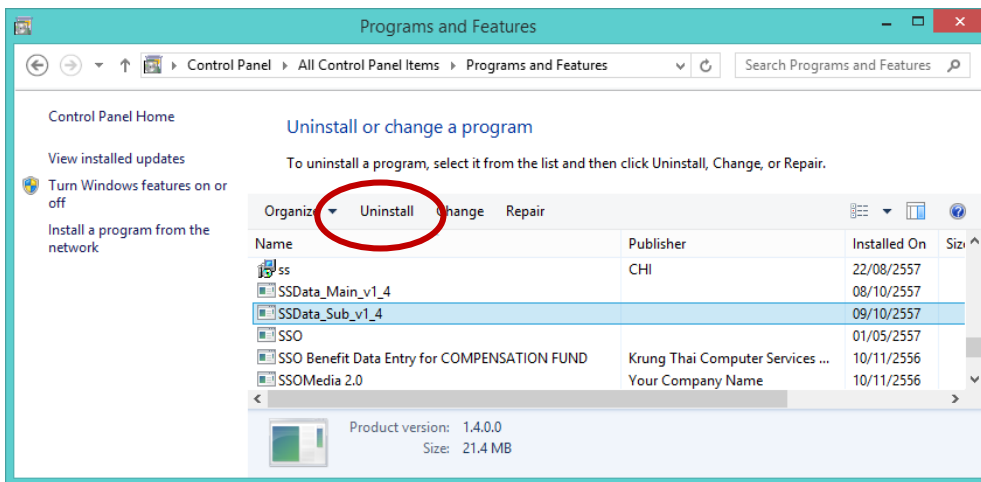 Programs and Features
Control Panel All Control Panel Items Programs and Features Search Programs and Features
Control Panel Home
View installed updates
Turn Windows features on or
off
Install a program from the
network
Uninstall or change a program
To uninstall a program, select it from the list and then click Uninstall, Change, or Repair.
Organize Uninstall Change Repair
Name Publisher Installed On Size
ss CHI 22/08/2557
SSData_Main_v1_4 08/10/2557
SSData_Sub_v1_4 09/10/2557
SSO 01/05/2557
SSO Benefit Data Entry for COMPENSATION FUND Krung Thai Computer Services ... 10/11/2556
SSOMedia 2.0 Your Company Name 10/11/2556
Product version: 1.4.0.0
Size: 21.4 MB